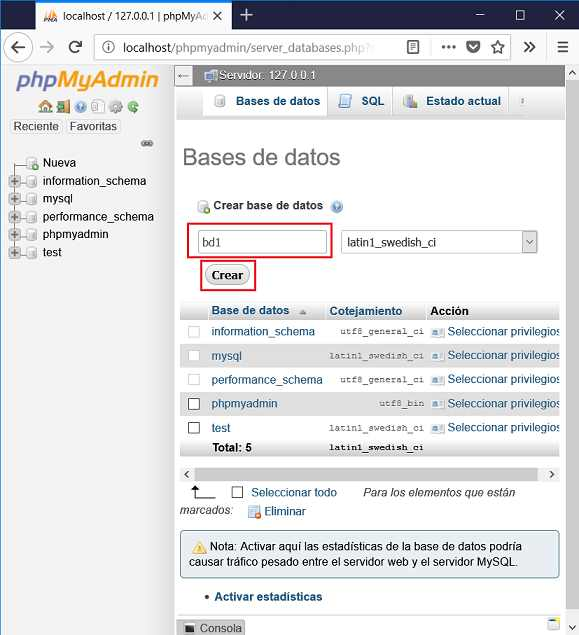 localhost / 127.0.0.1 | phpMyAd
localhost/phpmyadmin/server_databases.php?
phpMyAdmin
Reciente Favoritas
Nueva
information_schema
mysql
performance_schema
phpmyadmin
test
Servidor: 127.0.0.1
Bases de datos SQL Estado actual
Bases de datos
Crear base de datos
bd1 latin1_swedish_ci
Crear
Base de datos Cotejamiento Acción
information_schema utf8_general_ci Seleccionar privilegios
mysql latin1_swedish_ci Seleccionar privilegios
performance_schema utf8_general_ci Seleccionar privilegios
phpmyadmin utf8_bin Seleccionar privilegios
test latin1_swedish_ci Seleccionar privilegios
Total: 5 latin1_swedish_ci
Seleccionar todo Para los elementos que están
marcados: Eliminar
Nota: Activar aquí las estadísticas de la base de datos podría
causar tráfico pesado entre el servidor web y el servidor MySQL.
Activar estadísticas
Consola